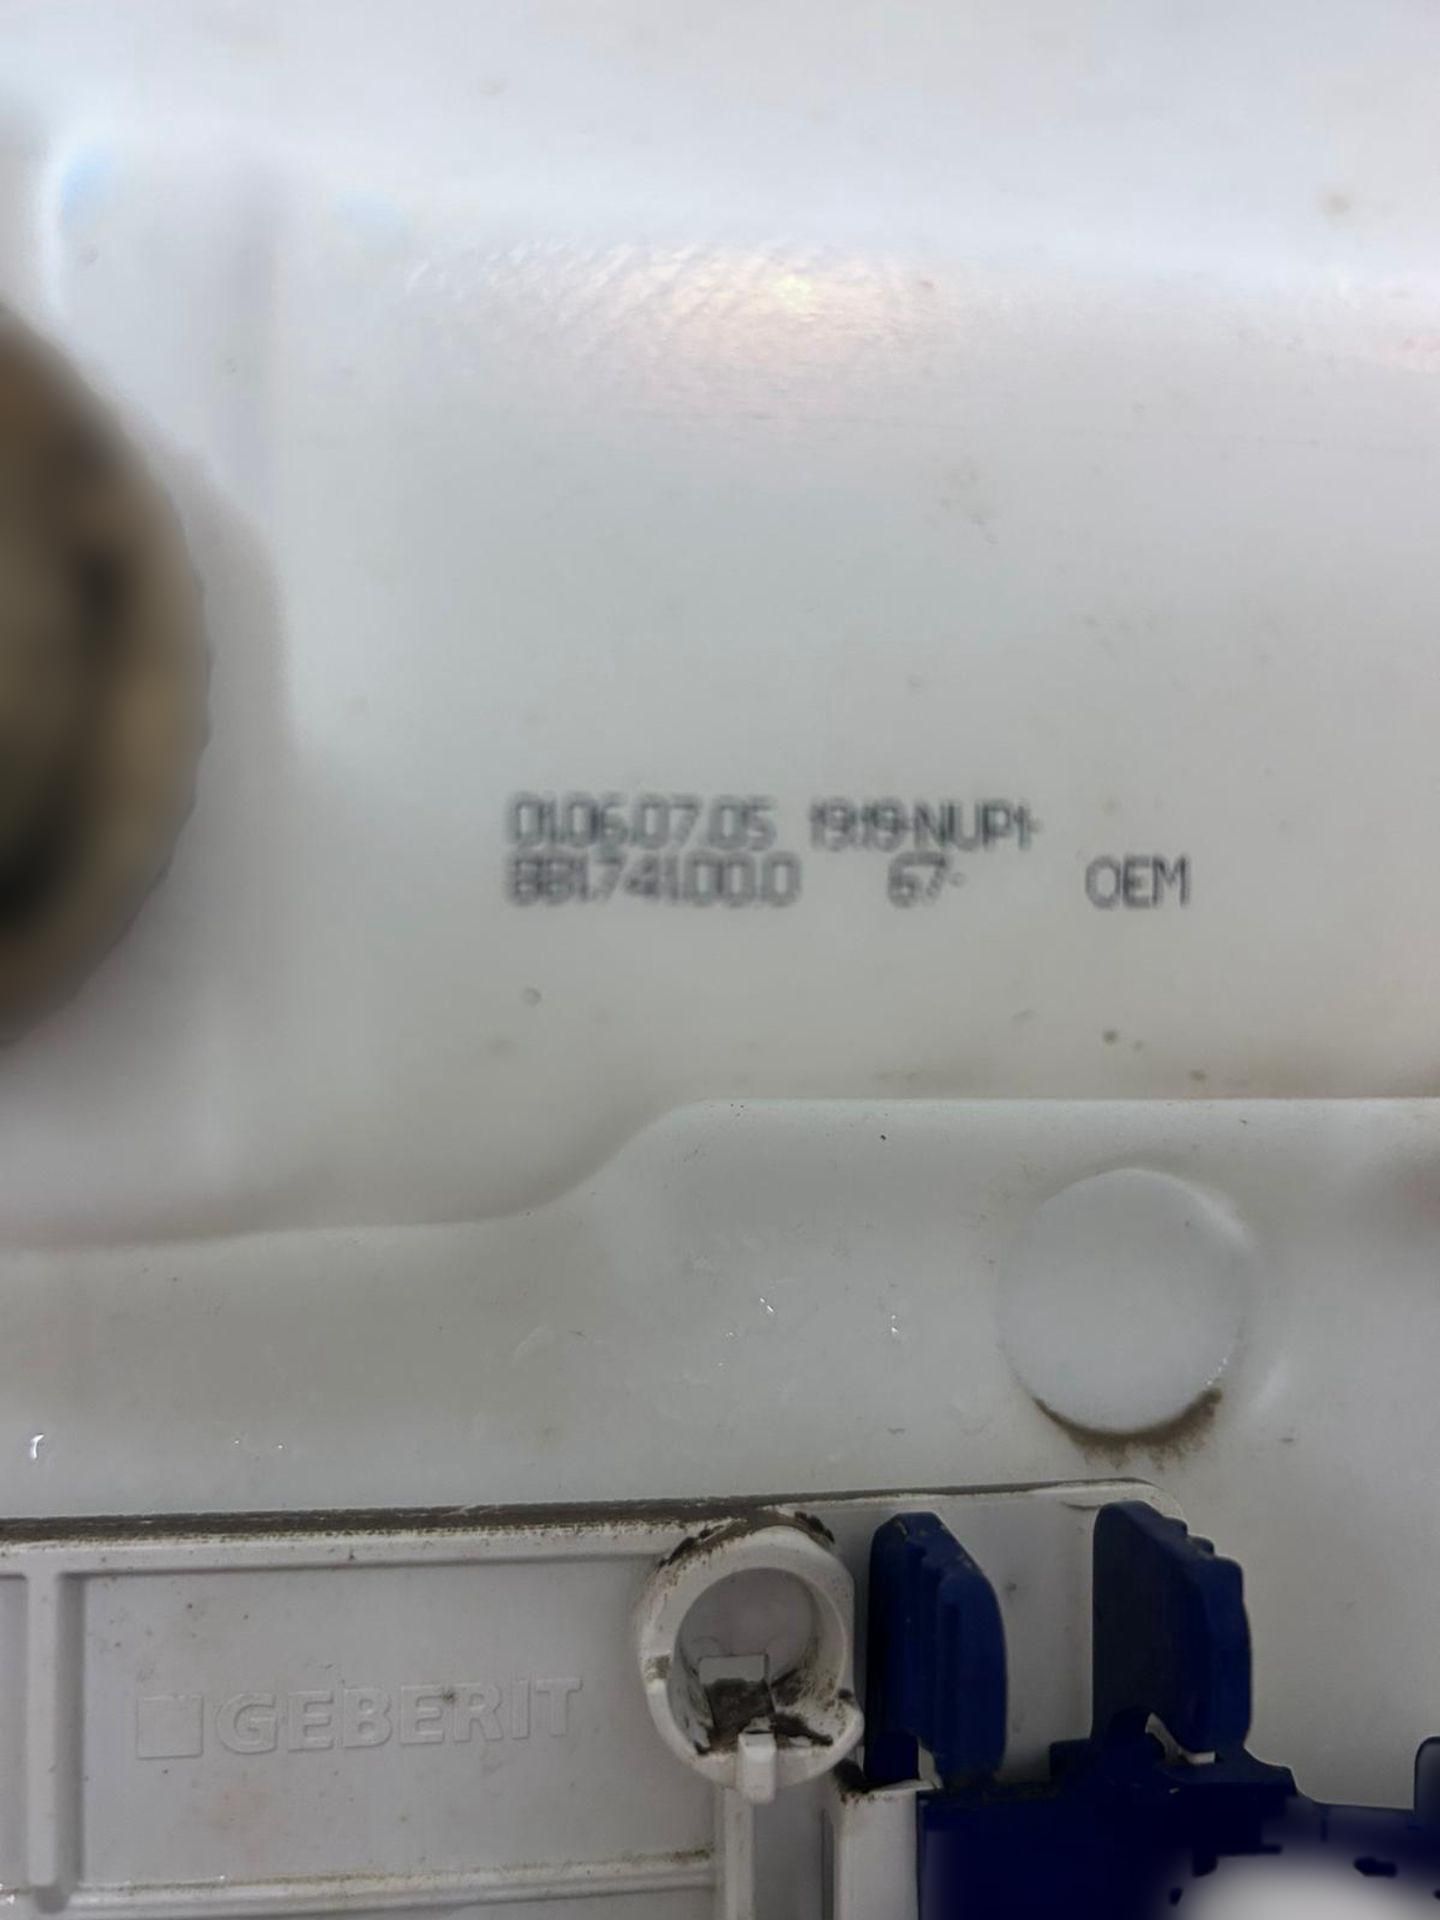 01.06.07.05 19:19-NUP1-
881.741.00.0 67- OEM
GEBERIT